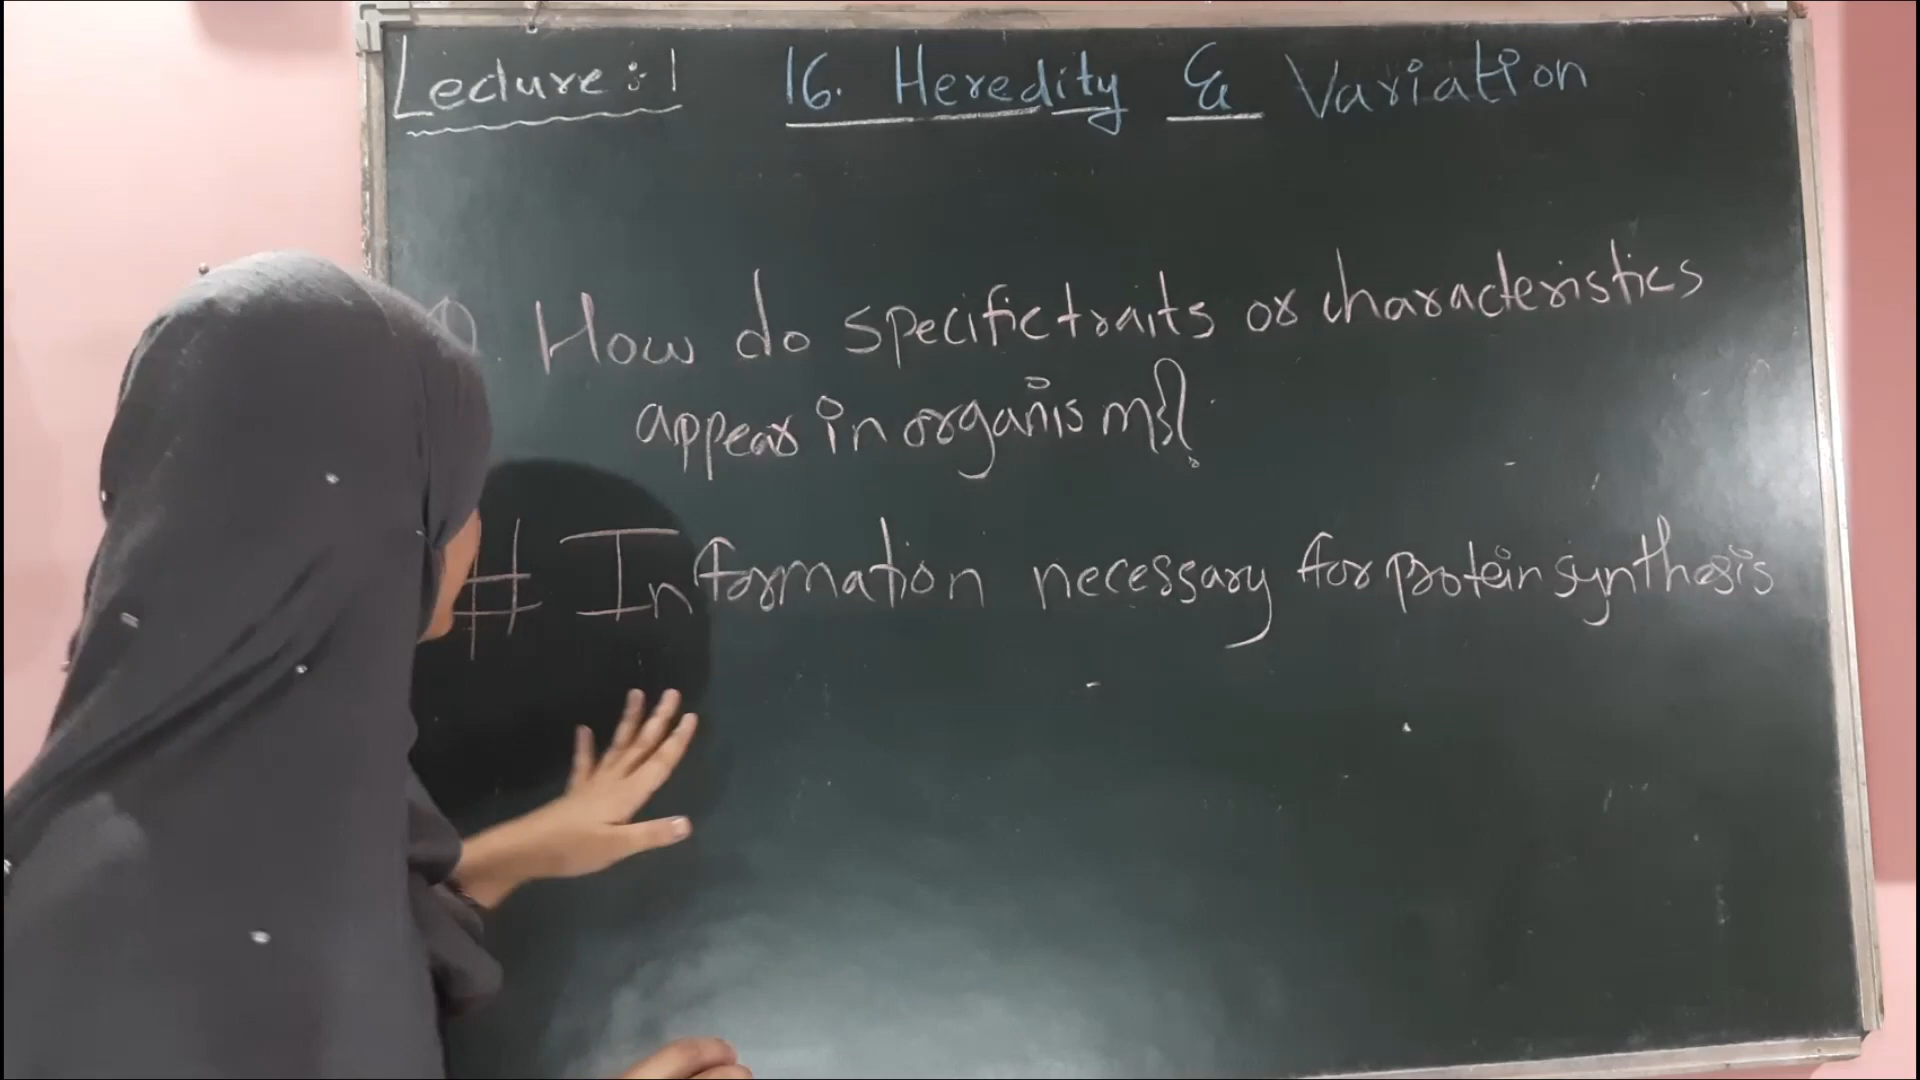 Lecture:1 16. Heredity & Variation
Q. How do specific traits or characteristics
appear in organisms?
# Information necessary for protein synthesis